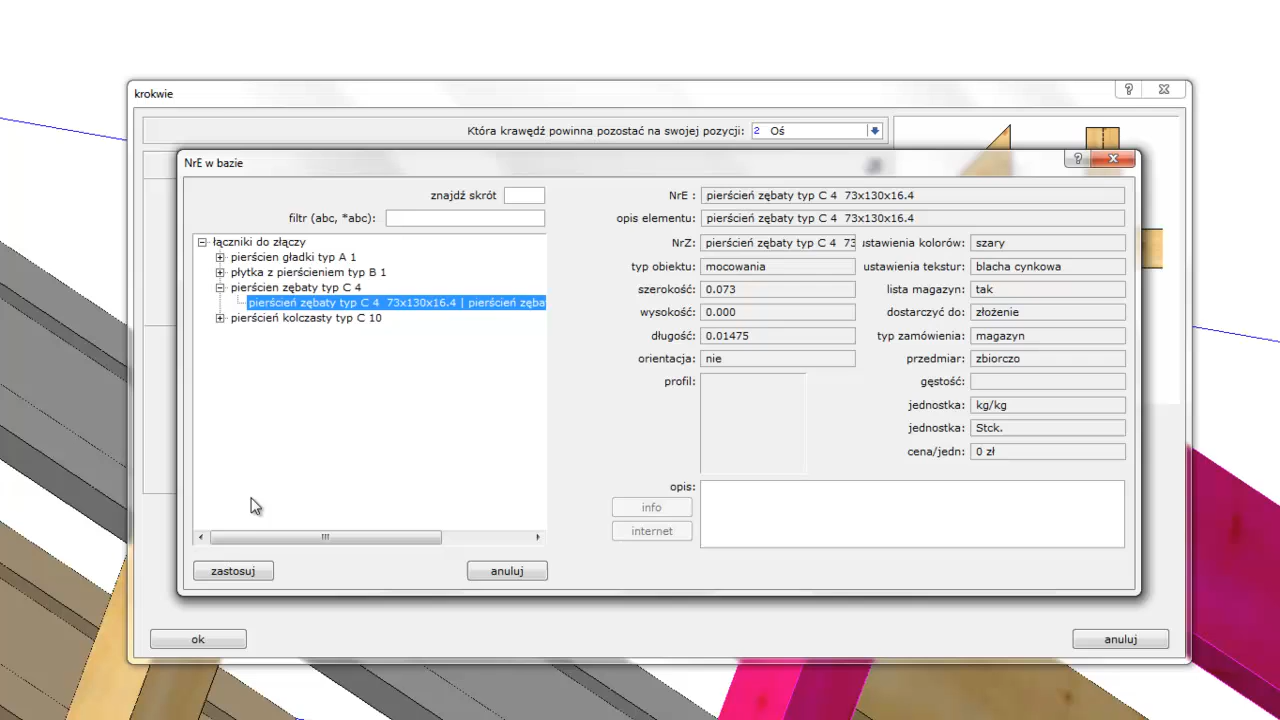 krokwie
Która krawędź powinna pozostać na swojej pozycji: 2 Oś
NrE w bazie
znajdź skrót
filtr (abc, *abc):
łączniki do złączy
pierścien gładki typ A 1
płytka z pierścieniem typ B 1
pierścien zębaty typ C 4
pierścień zębaty typ C 4 73x130x16.4 | pierścień zęba
pierścień kolczasty typ C 10
zastosuj
anuluj
NrE : pierścień zębaty typ C 4 73x130x16.4
opis elementu: pierścień zębaty typ C 4 73x130x16.4
NrZ: pierścień zębaty typ C 4 73
ustawienia kolorów: szary
typ obiektu: mocowania
ustawienia tekstur: blacha cynkowa
szerokość: 0.073
lista magazyn: tak
wysokość: 0.000
dostarczyć do: złożenie
długość: 0.01475
typ zamówienia: magazyn
orientacja: nie
przedmiar: zbiorczo
profil:
gęstość:
jednostka: kg/kg
jednostka: Stck.
cena/jedn: 0 zł
opis:
info
internet
ok
anuluj